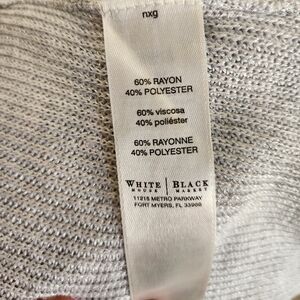 nxg
60% RAYON
40% POLYESTER
60% viscosa
40% poliéster
60% RAYONNE
40% POLYESTER
WHITE | BLACK
HOUSE | MARKET
11215 METRO PARKWAY
FORT MYERS, FL 33966